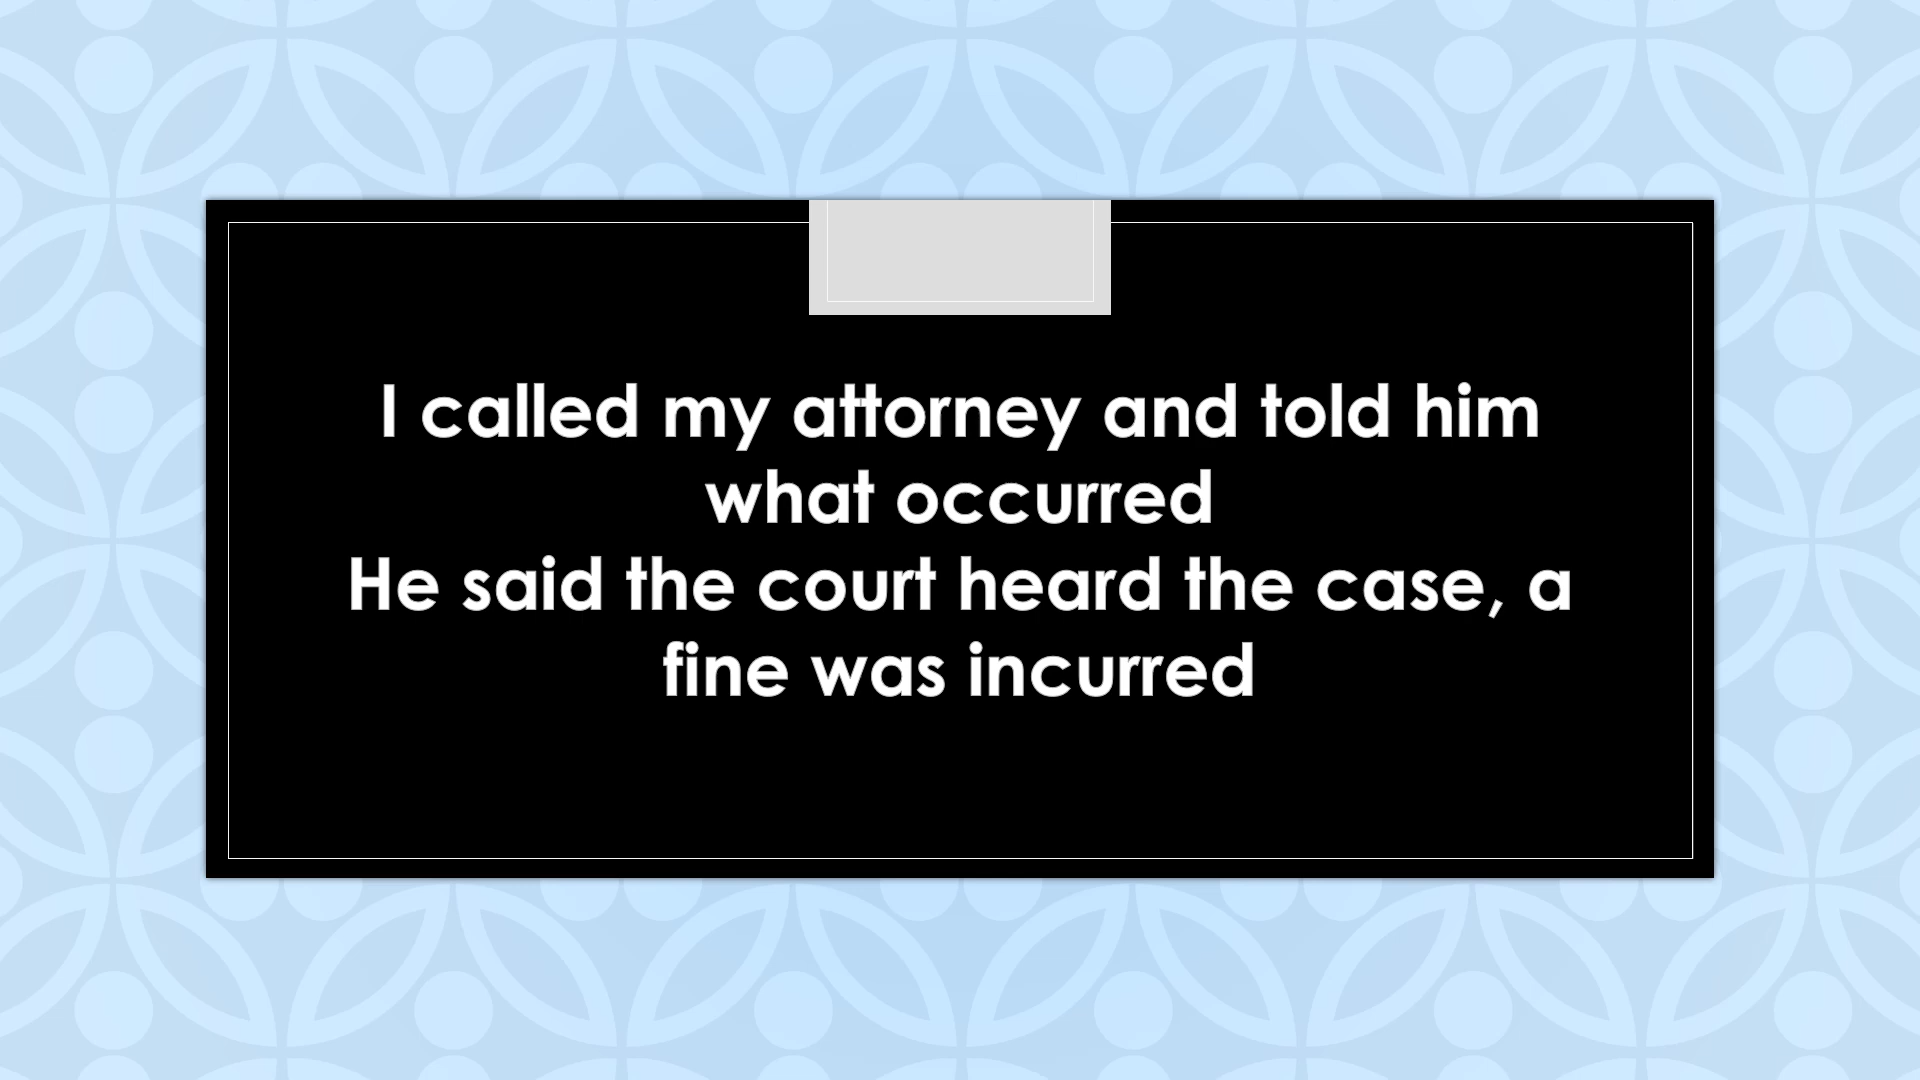 I called my attorney and told him
what occurred
He said the court heard the case, a
fine was incurred